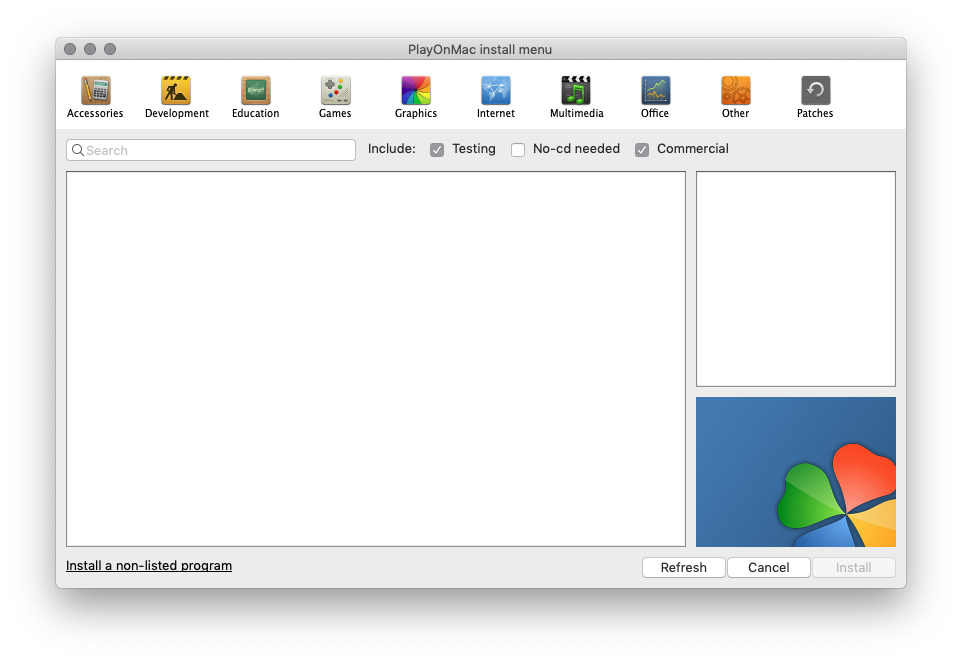 PlayOnMac install menu
Accessories Development Education Games Graphics Internet Multimedia Office Other Patches
Search Include: Testing No-cd needed Commercial
Install a non-listed program Refresh Cancel Install